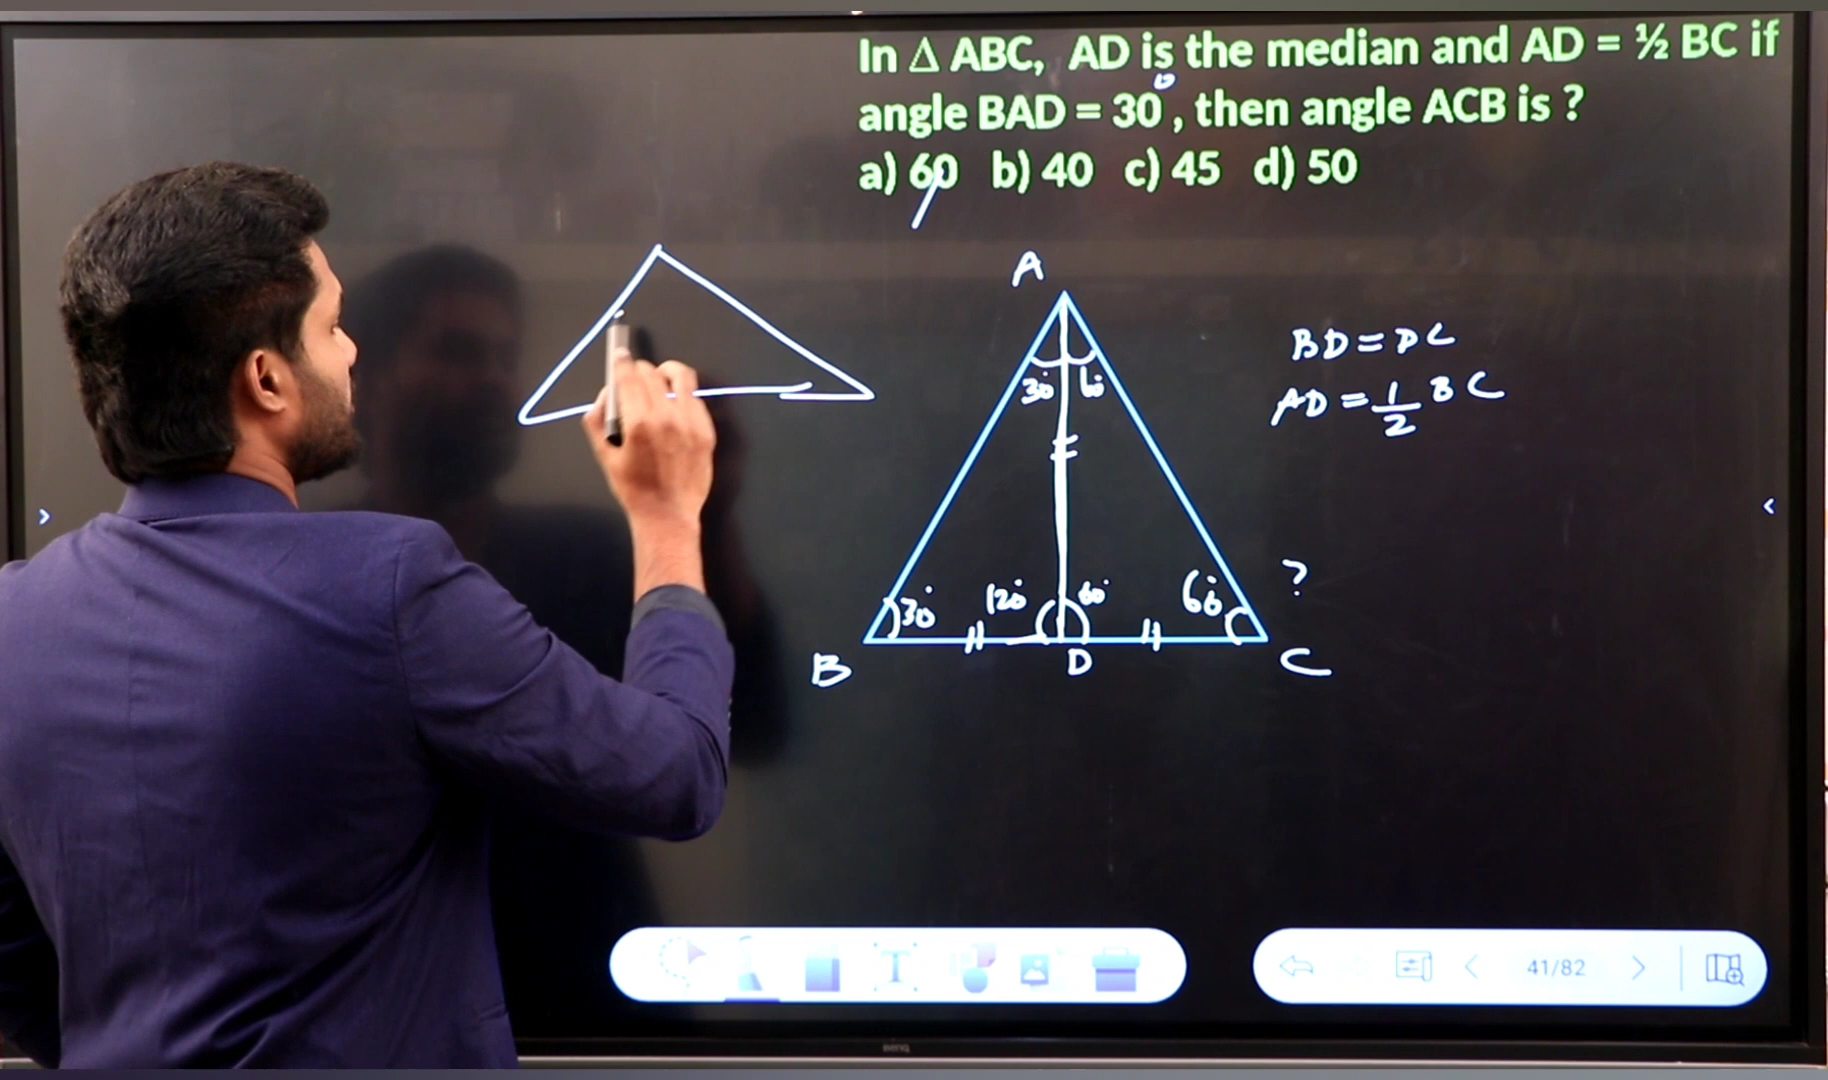 In Δ ABC, AD is the median and AD = ½ BC if
angle BAD = 30°, then angle ACB is ?
a) 60 b) 40 c) 45 d) 50
A
BD = DC
AD = 1/2 BC
30° 60°
?
30° 120° 60° 60°
B D C
T
41/82
BenQ